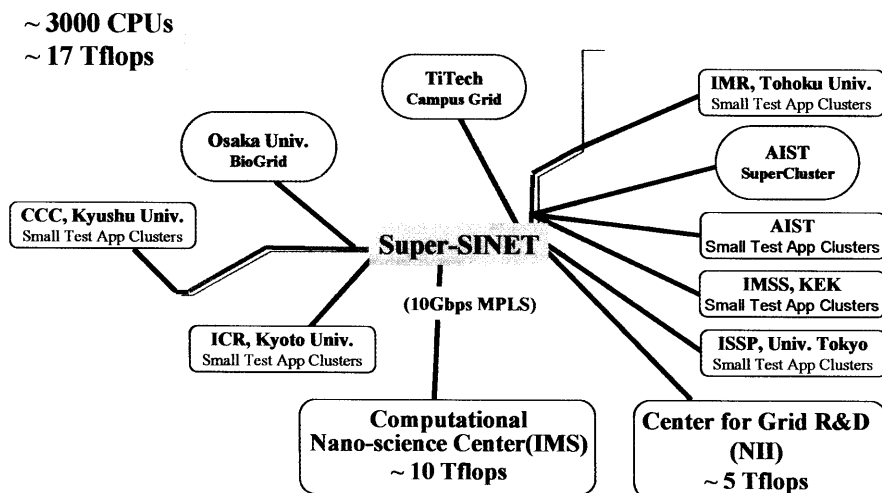 ~ 3000 CPUs
~ 17 Tflops
TiTech
Campus Grid
IMR, Tohoku Univ.
Small Test App Clusters
Osaka Univ.
BioGrid
AIST
SuperCluster
CCC, Kyushu Univ.
Small Test App Clusters
AIST
Small Test App Clusters
Super-SINET
(10Gbps MPLS)
IMSS, KEK
Small Test App Clusters
ICR, Kyoto Univ.
Small Test App Clusters
ISSP, Univ. Tokyo
Small Test App Clusters
Computational
Nano-science Center(IMS)
~ 10 Tflops
Center for Grid R&D
(NII)
~ 5 Tflops